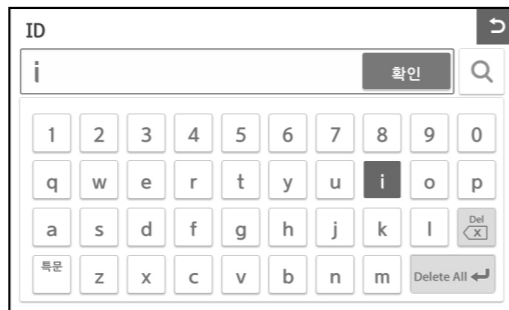 ID
i 확인
1 2 3 4 5 6 7 8 9 0
q w e r t y u i o p
a s d f g h j k l Del
특문 z x c v b n m Delete All